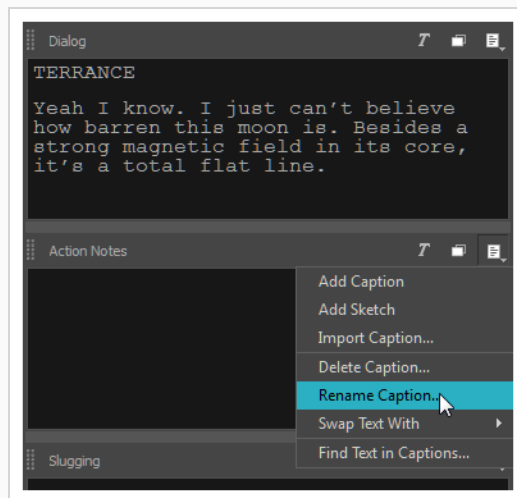 Dialog
T
TERRANCE
Yeah I know. I just can't believe
how barren this moon is. Besides a
strong magnetic field in its core,
it's a total flat line.
Action Notes
T
Add Caption
Add Sketch
Import Caption...
Delete Caption...
Rename Caption...
Swap Text With
Find Text in Captions...
Slugging